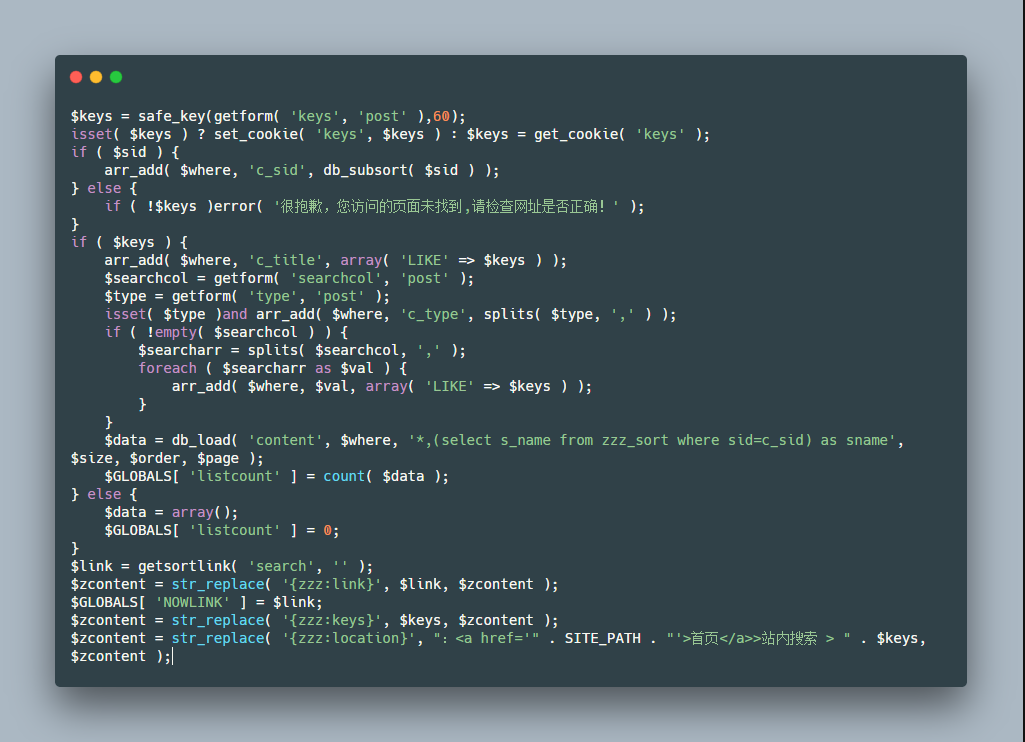 $keys = safe_key(getform( 'keys', 'post' ),60);
isset( $keys ) ? set_cookie( 'keys', $keys ) : $keys = get_cookie( 'keys' );
if ( $sid ) {
    arr_add( $where, 'c_sid', db_subsort( $sid ) );
} else {
    if ( !$keys )error( '很抱歉，您访问的页面未找到,请检查网址是否正确! ' );
}
if ( $keys ) {
    arr_add( $where, 'c_title', array( 'LIKE' => $keys ) );
    $searchcol = getform( 'searchcol', 'post' );
    $type = getform( 'type', 'post' );
    isset( $type )and arr_add( $where, 'c_type', splits( $type, ',' ) );
    if ( !empty( $searchcol ) ) {
        $searcharr = splits( $searchcol, ',' );
        foreach ( $searcharr as $val ) {
            arr_add( $where, $val, array( 'LIKE' => $keys ) );
        }
    }
    $data = db_load( 'content', $where, '*,(select s_name from zzz_sort where sid=c_sid) as sname',
$size, $order, $page );
    $GLOBALS[ 'listcount' ] = count( $data );
} else {
    $data = array();
    $GLOBALS[ 'listcount' ] = 0;
}
$link = getsortlink( 'search', '' );
$zcontent = str_replace( '{zzz:link}', $link, $zcontent );
$GLOBALS[ 'NOWLINK' ] = $link;
$zcontent = str_replace( '{zzz:keys}', $keys, $zcontent );
$zcontent = str_replace( '{zzz:location}', "：<a href='" . SITE_PATH . "'>首页</a>>站内搜索 > " . $keys,
$zcontent );